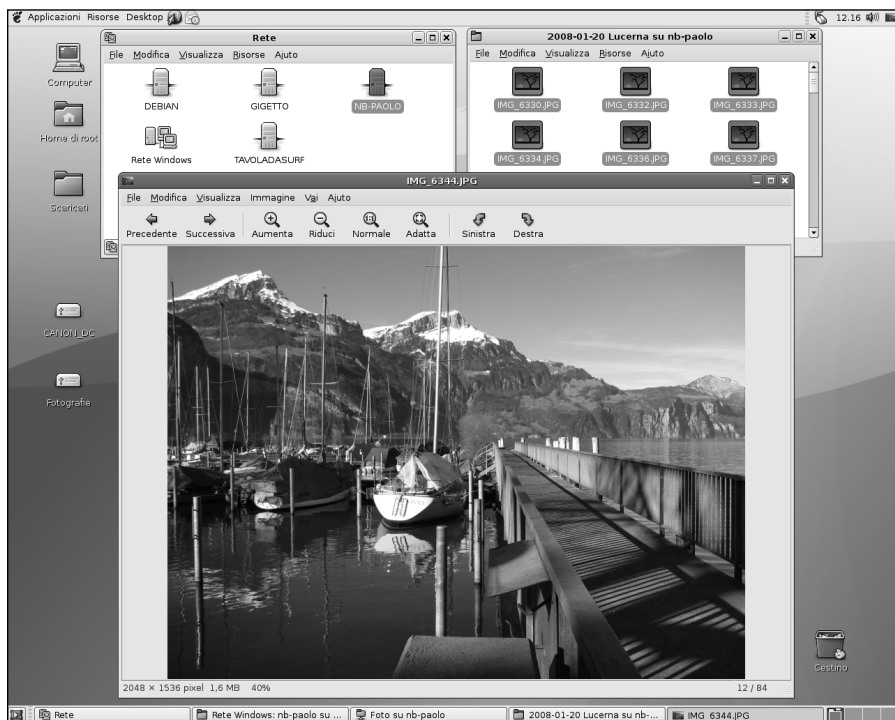 Applicazioni Risorse Desktop
12.16
Computer
Home di root
Scaricati
CANON_DC
Fotografie
Cestino
Rete
File Modifica Visualizza Risorse Aiuto
DEBIAN GIGETTO NB-PAOLO
Rete Windows TAVOLADASURF
2008-01-20 Lucerna su nb-paolo
File Modifica Visualizza Risorse Aiuto
IMG_6330.JPG IMG_6332.JPG IMG_6333.JPG
IMG_6334.JPG IMG_6336.JPG IMG_6337.JPG
IMG_6344.JPG
File Modifica Visualizza Immagine Vai Aiuto
Precedente Successiva Aumenta Riduci Normale Adatta Sinistra Destra
2048 × 1536 pixel 1,6 MB 40% 12 / 84
Rete Rete Windows: nb-paolo su ... Foto su nb-paolo 2008-01-20 Lucerna su nb-... IMG_6344.JPG